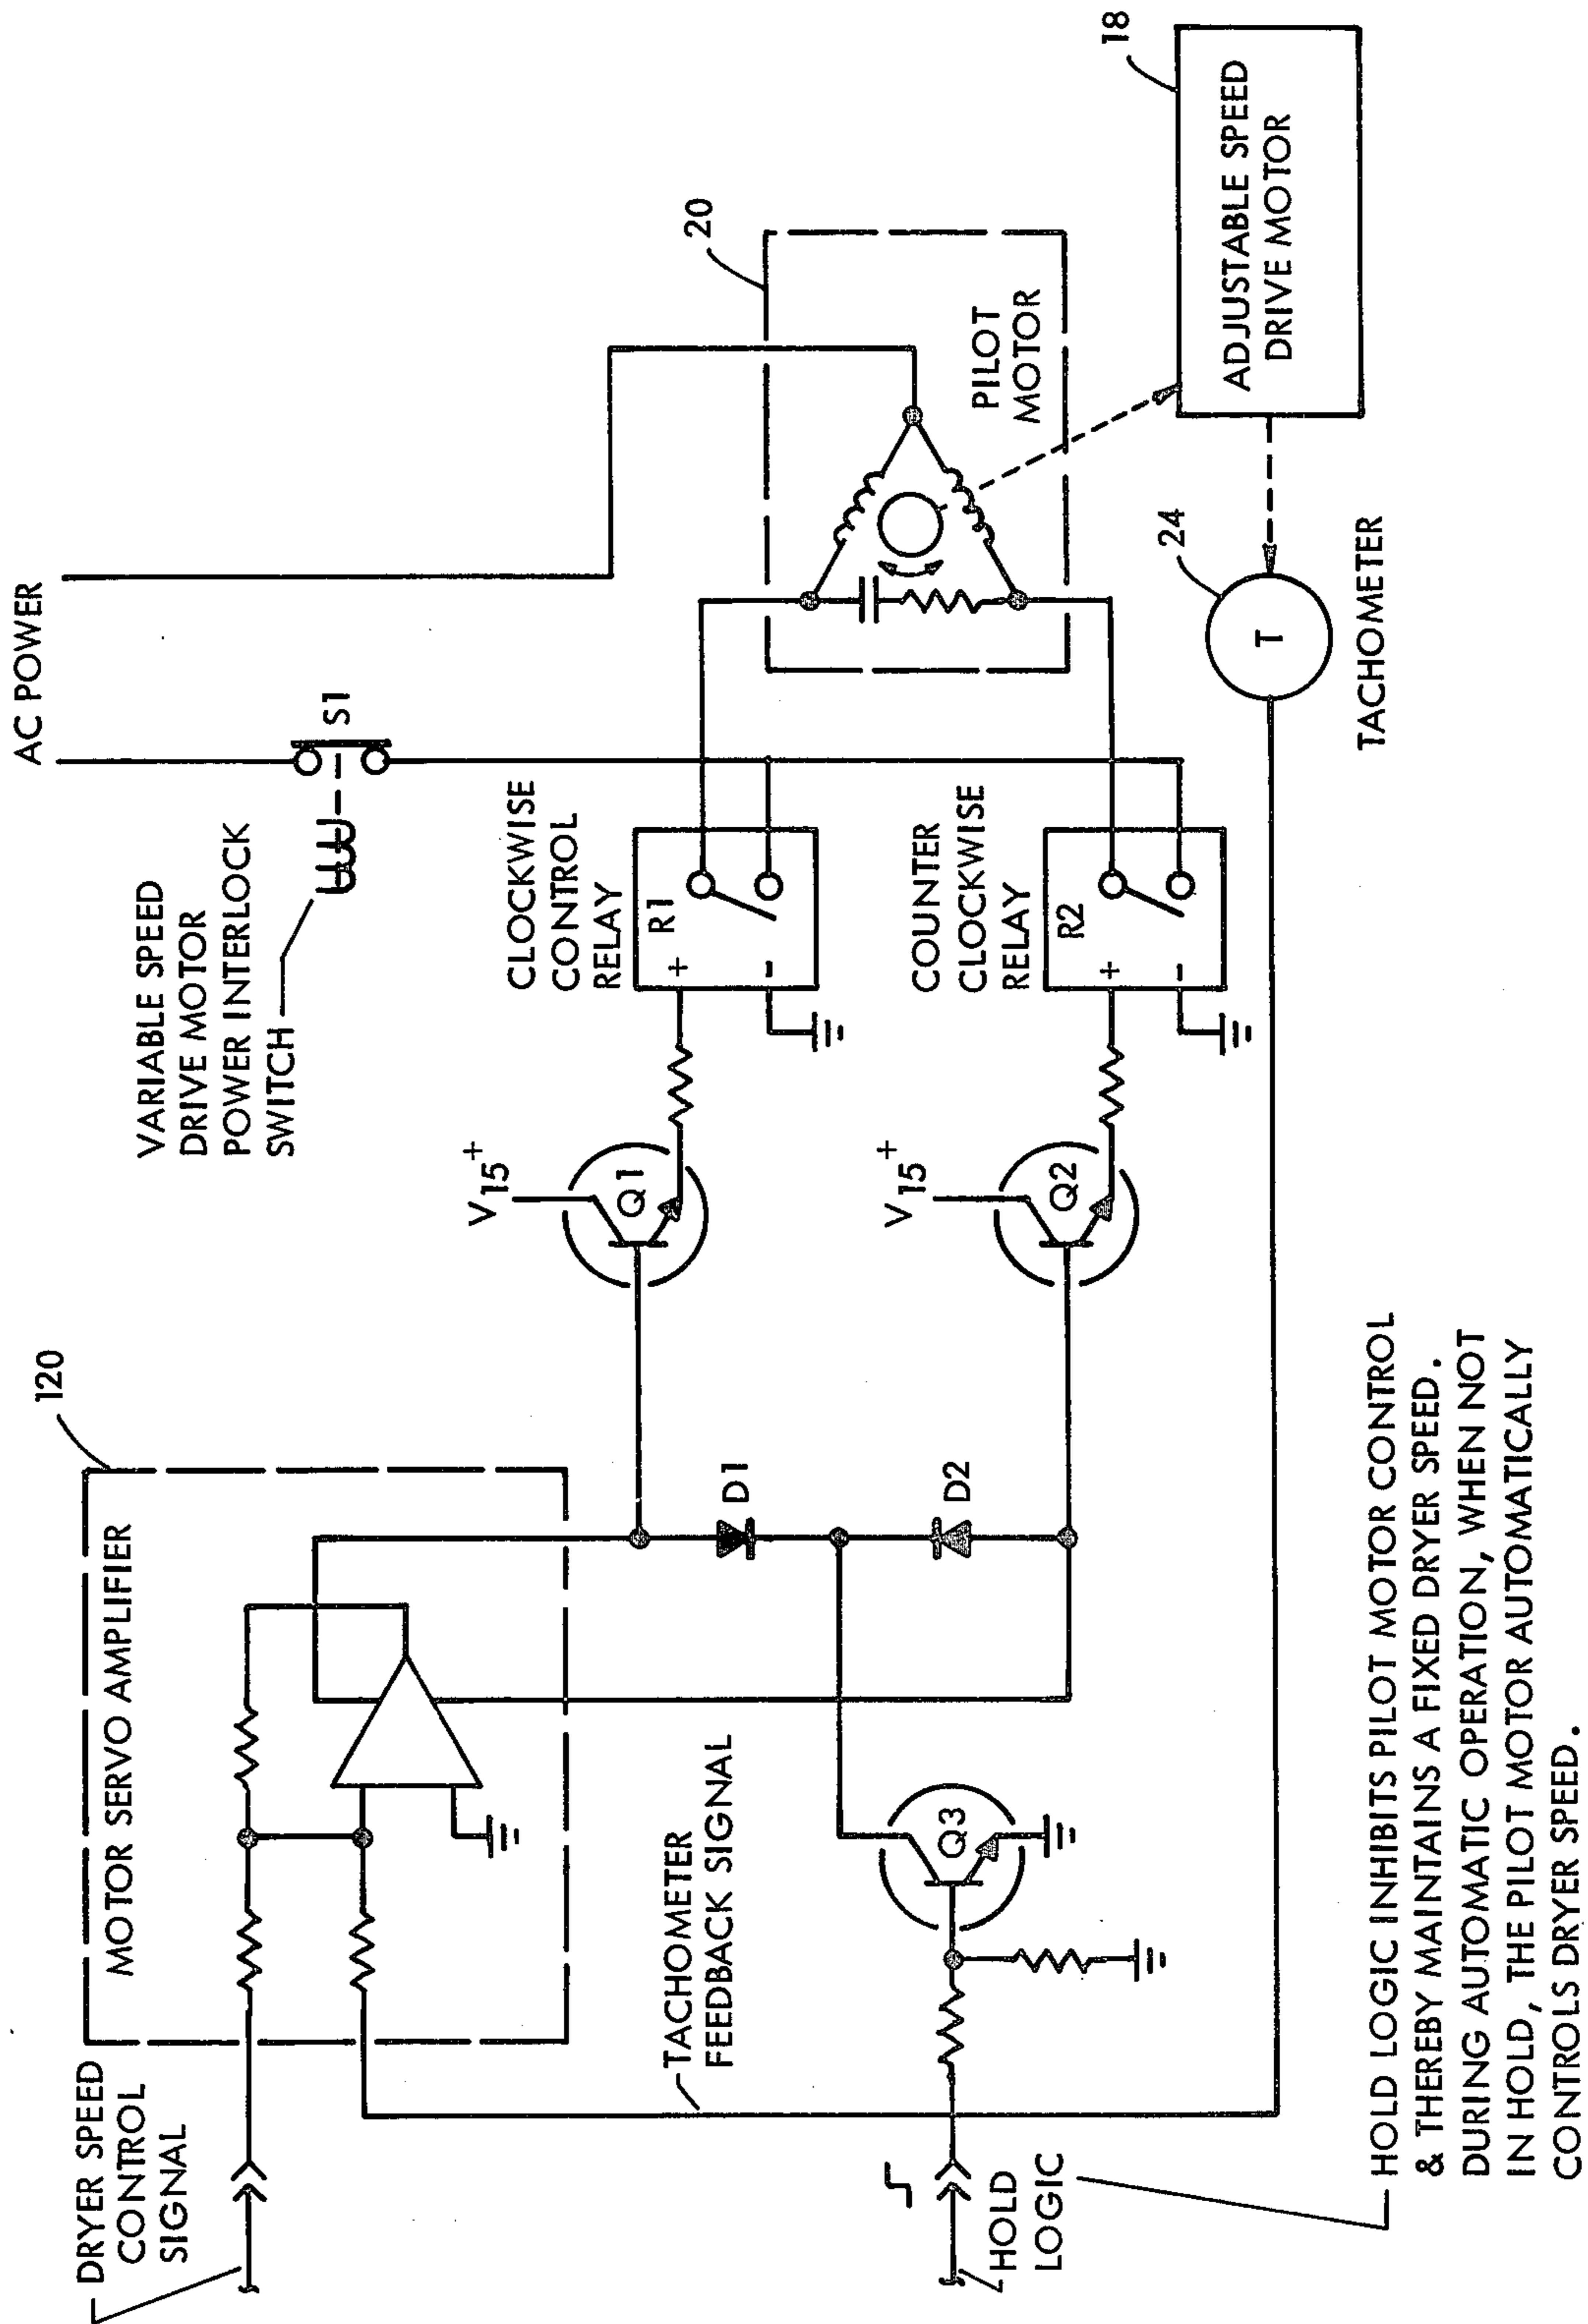 AC POWER
VARIABLE SPEED
DRIVE MOTOR
POWER INTERLOCK
SWITCH
S1
120
MOTOR SERVO AMPLIFIER
DRYER SPEED
CONTROL
SIGNAL
CLOCKWISE
CONTROL
RELAY
R1
+
-
V15+
Q1
20
PILOT
MOTOR
D1
D2
TACHOMETER
FEEDBACK SIGNAL
Q3
V15+
Q2
COUNTER
CLOCKWISE
RELAY
R2
+
-
18
ADJUSTABLE SPEED
DRIVE MOTOR
24
T
TACHOMETER
HOLD
LOGIC
HOLD LOGIC INHIBITS PILOT MOTOR CONTROL
& THEREBY MAINTAINS A FIXED DRYER SPEED.
DURING AUTOMATIC OPERATION, WHEN NOT
IN HOLD, THE PILOT MOTOR AUTOMATICALLY
CONTROLS DRYER SPEED.